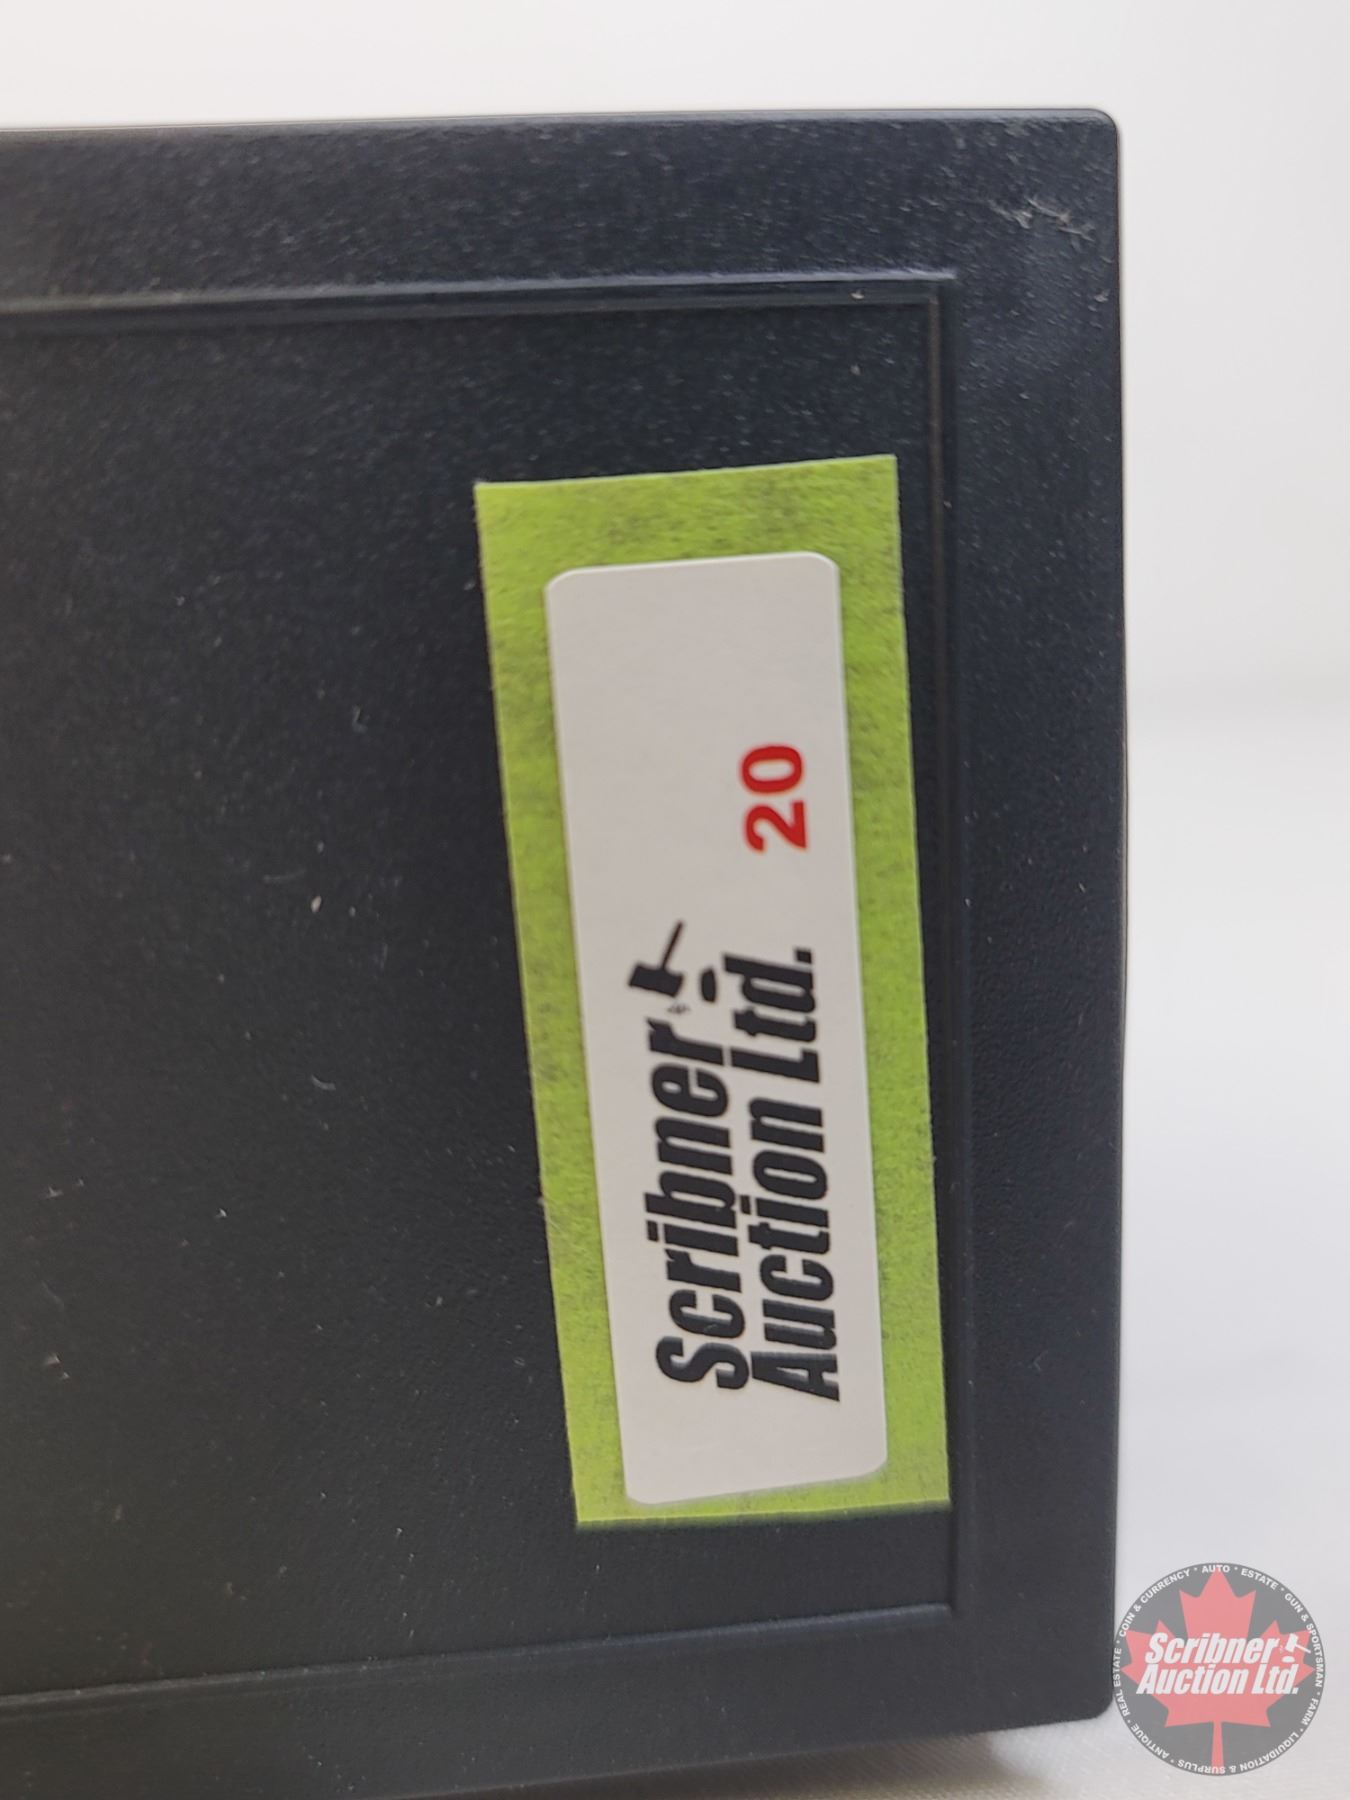 Scribner
Auction Ltd. 20
COIN & CURRENCY • AUTO • ESTATE • GUN & SPORTSMAN • FARM • LIQUIDATION & SURPLUS • ANTIQUE • REAL ESTATE •
Scribner
Auction Ltd.